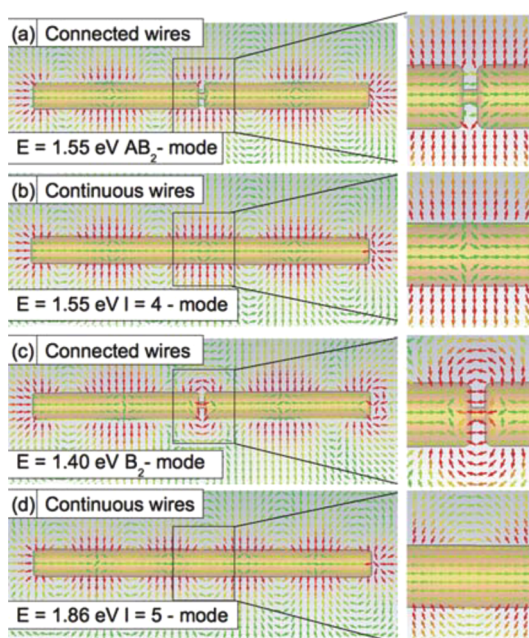 (a) Connected wires
E = 1.55 eV AB₂- mode
(b) Continuous wires
E = 1.55 eV l = 4 - mode
(c) Connected wires
E = 1.40 eV B₂- mode
(d) Continuous wires
E = 1.86 eV l = 5 - mode